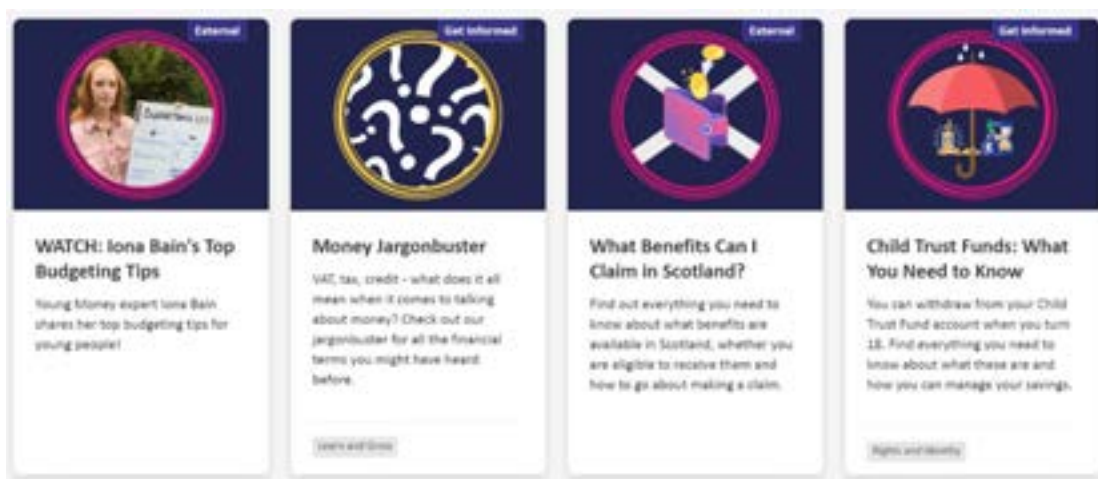 External
WATCH: Iona Bain's Top
Budgeting Tips
Young Money expert Iona Bain
shares her top budgeting tips for
young people!
Get Informed
Money Jargonbuster
VAT, tax, credit - what does it all
mean when it comes to talking
about money? Check out our
jargonbuster for all the financial
terms you might have heard
before.
Learn and Grow
External
What Benefits Can I
Claim in Scotland?
Find out everything you need to
know about what benefits are
available in Scotland, whether you
are eligible to receive them and
how to go about making a claim.
Get Informed
Child Trust Funds: What
You Need to Know
You can withdraw from your Child
Trust Fund account when you turn
18. Find everything you need to
know about what these are and
how you can manage your savings.
Rights and Identity